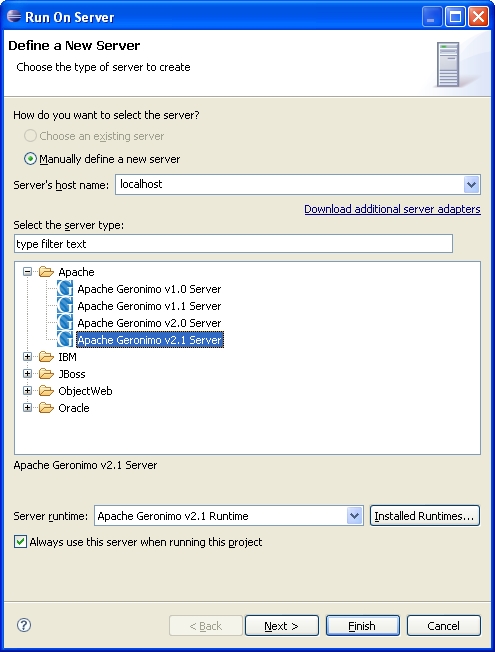 Run On Server
Define a New Server
Choose the type of server to create
How do you want to select the server?
Choose an existing server
Manually define a new server
Server's host name: localhost
Download additional server adapters
Select the server type:
type filter text
Apache
Apache Geronimo v1.0 Server
Apache Geronimo v1.1 Server
Apache Geronimo v2.0 Server
Apache Geronimo v2.1 Server
IBM
JBoss
ObjectWeb
Oracle
Apache Geronimo v2.1 Server
Server runtime: Apache Geronimo v2.1 Runtime Installed Runtimes...
Always use this server when running this project
? < Back Next > Finish Cancel